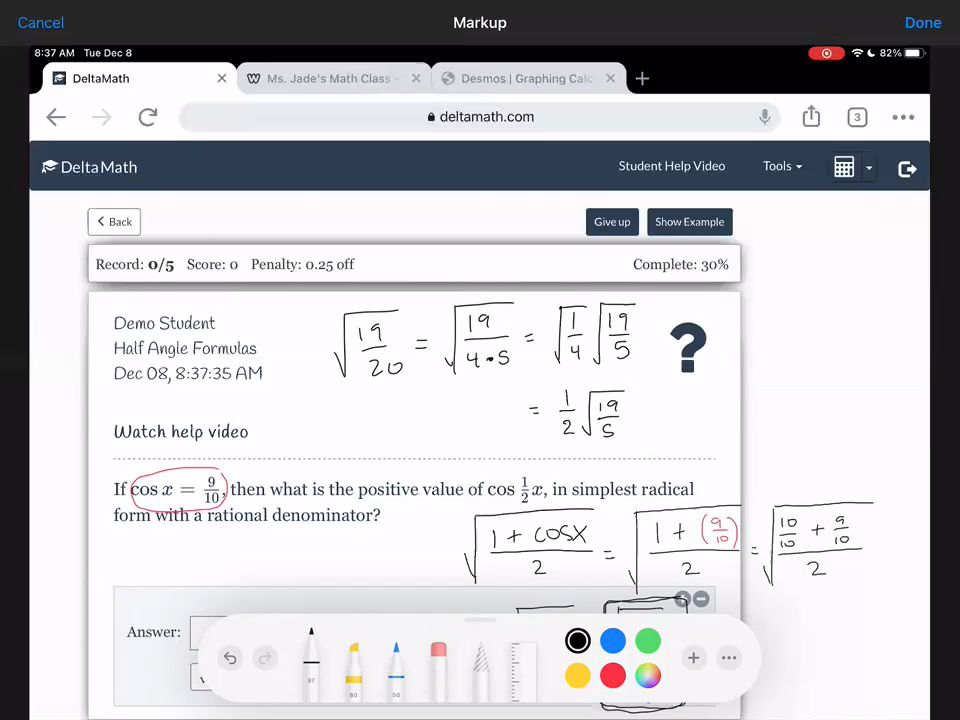 Cancel Markup Done
8:37 AM Tue Dec 8 82%
DeltaMath Ms. Jade's Math Class - Desmos | Graphing Calc
deltamath.com 3
DeltaMath Student Help Video Tools
Back Give up Show Example
Record: 0/5 Score: 0 Penalty: 0.25 off Complete: 30%
Demo Student
Half Angle Formulas
Dec 08, 8:37:35 AM
√(19/20) = √(19/4•5) = √(1/4) √(19/5) ?
= 1/2 √(19/5)
Watch help video
If cos x = 9/10, then what is the positive value of cos 1/2 x, in simplest radical
form with a rational denominator?
√((1 + cosx)/2) = √((1 + (9/10))/2) = √((10/10 + 9/10)/2)
Answer:
97 80 50